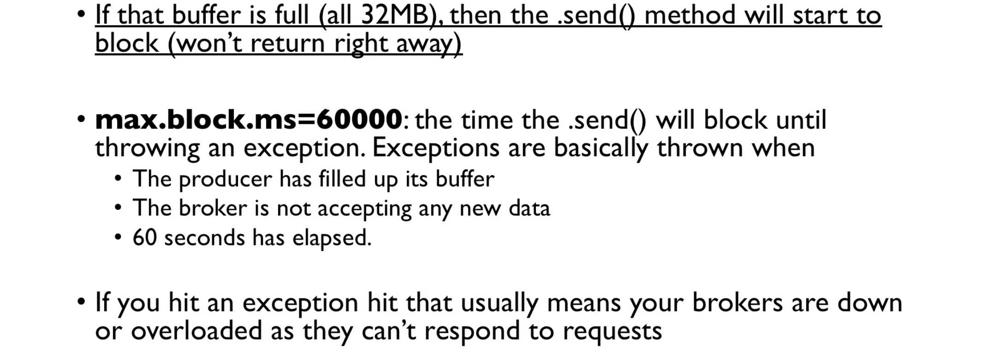 • If that buffer is full (all 32MB), then the .send() method will start to
block (won’t return right away)
• max.block.ms=60000: the time the .send() will block until
throwing an exception. Exceptions are basically thrown when
• The producer has filled up its buffer
• The broker is not accepting any new data
• 60 seconds has elapsed.
• If you hit an exception hit that usually means your brokers are down
or overloaded as they can’t respond to requests